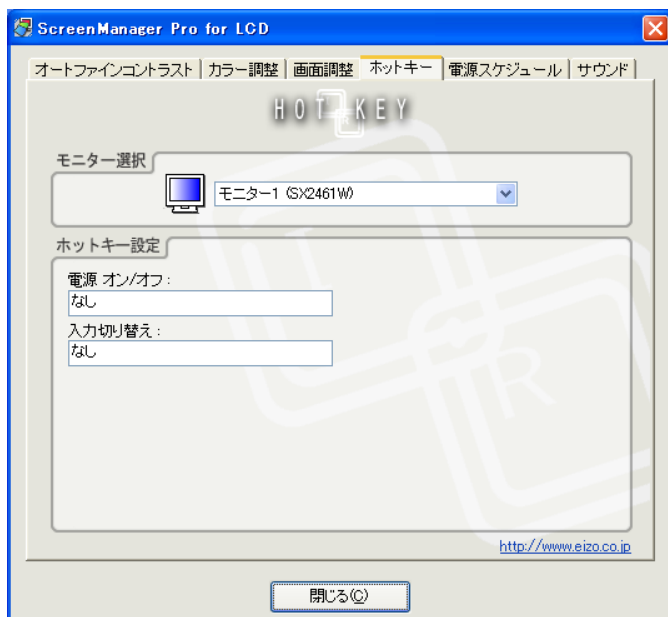 ScreenManager Pro for LCD
オートファインコントラスト カラー調整 画面調整 ホットキー 電源スケジュール サウンド
HOT KEY
R
モニター選択
モニター1 (SX2461W)
ホットキー設定
電源 オン/オフ :
なし
入力切り替え :
なし
R
http://www.eizo.co.jp
閉じる(C)